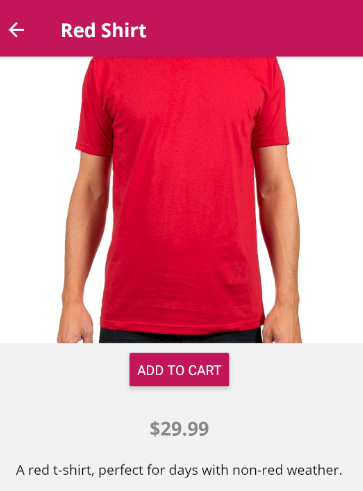 Red Shirt
ADD TO CART
$29.99
A red t-shirt, perfect for days with non-red weather.